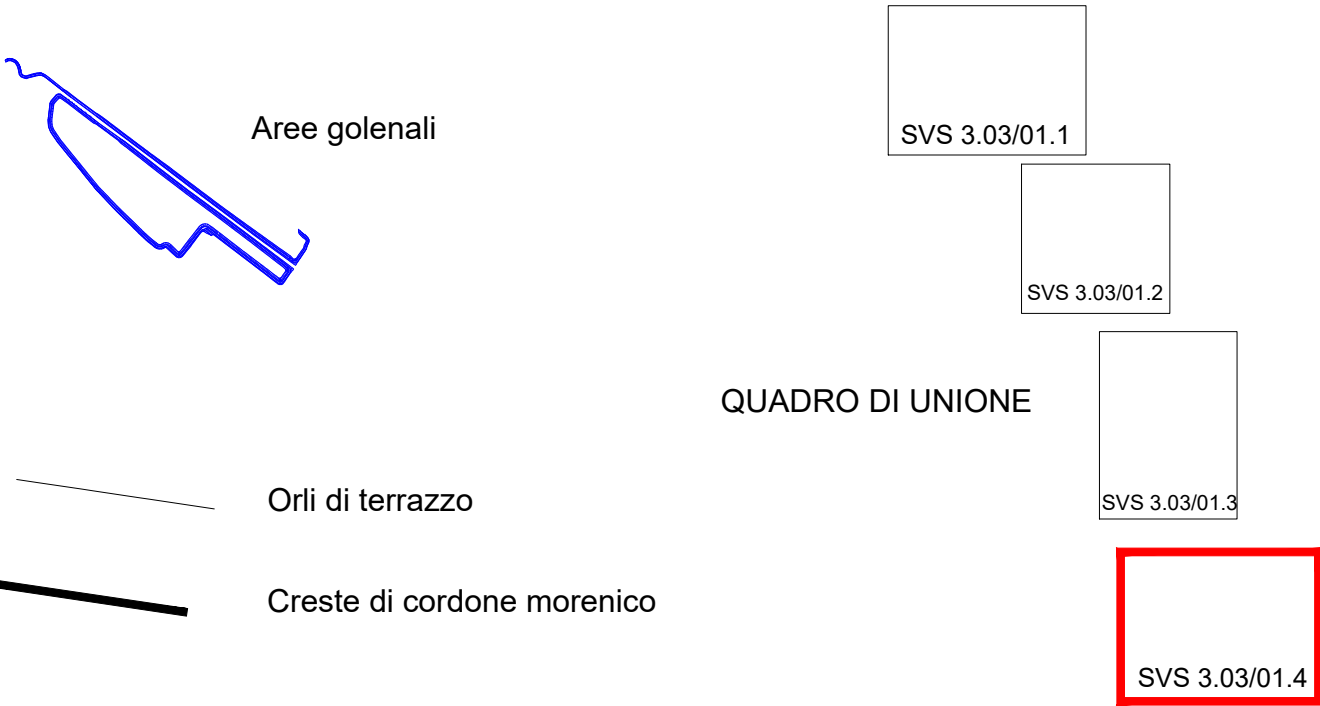 Aree golenali
SVS 3.03/01.1
SVS 3.03/01.2
QUADRO DI UNIONE
Orli di terrazzo
SVS 3.03/01.3
Creste di cordone morenico
SVS 3.03/01.4